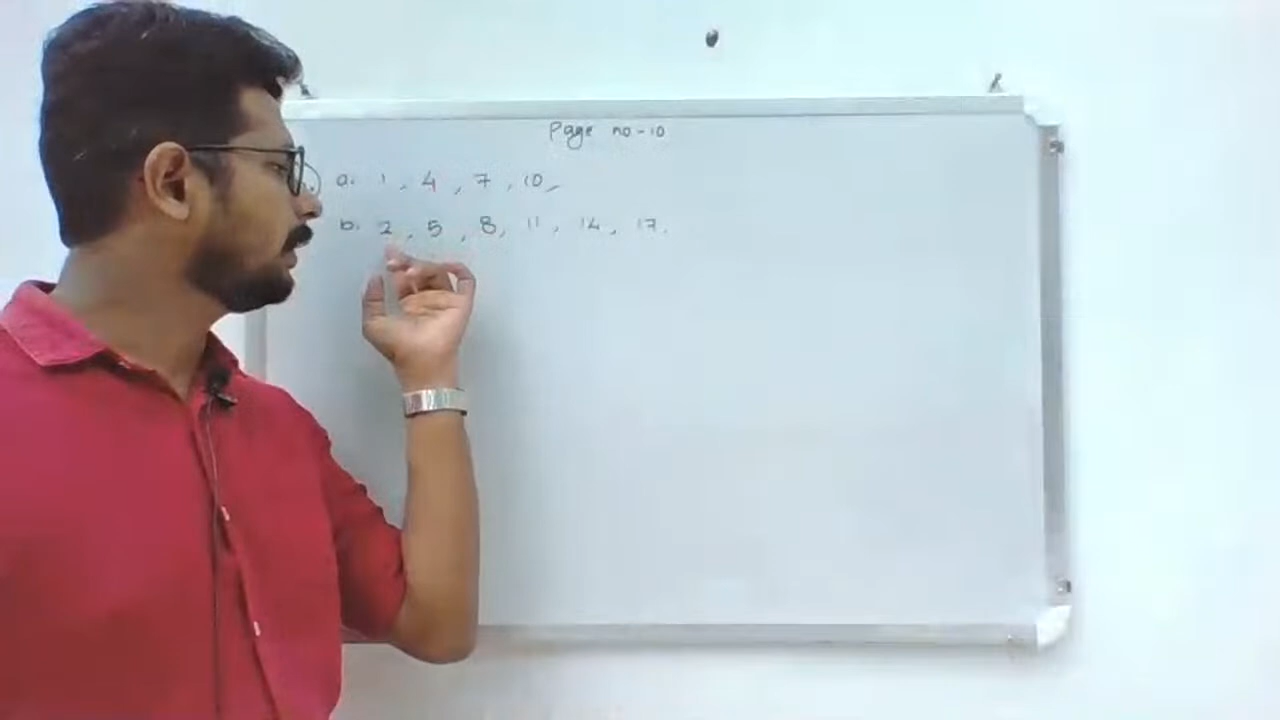 Page no-10
a. 1, 4, 7, 10,
b. 2, 5, 8, 11, 14, 17.